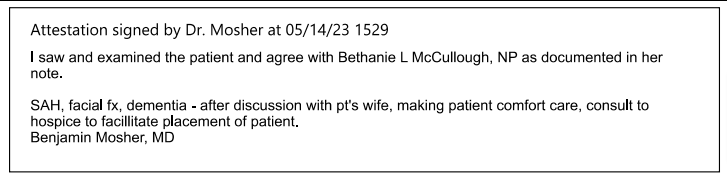 Attestation signed by Dr. Mosher at 05/14/23 1529
I saw and examined the patient and agree with Bethanie L McCullough, NP as documented in her
note.
SAH, facial fx, dementia - after discussion with pt's wife, making patient comfort care, consult to
hospice to facillitate placement of patient.
Benjamin Mosher, MD